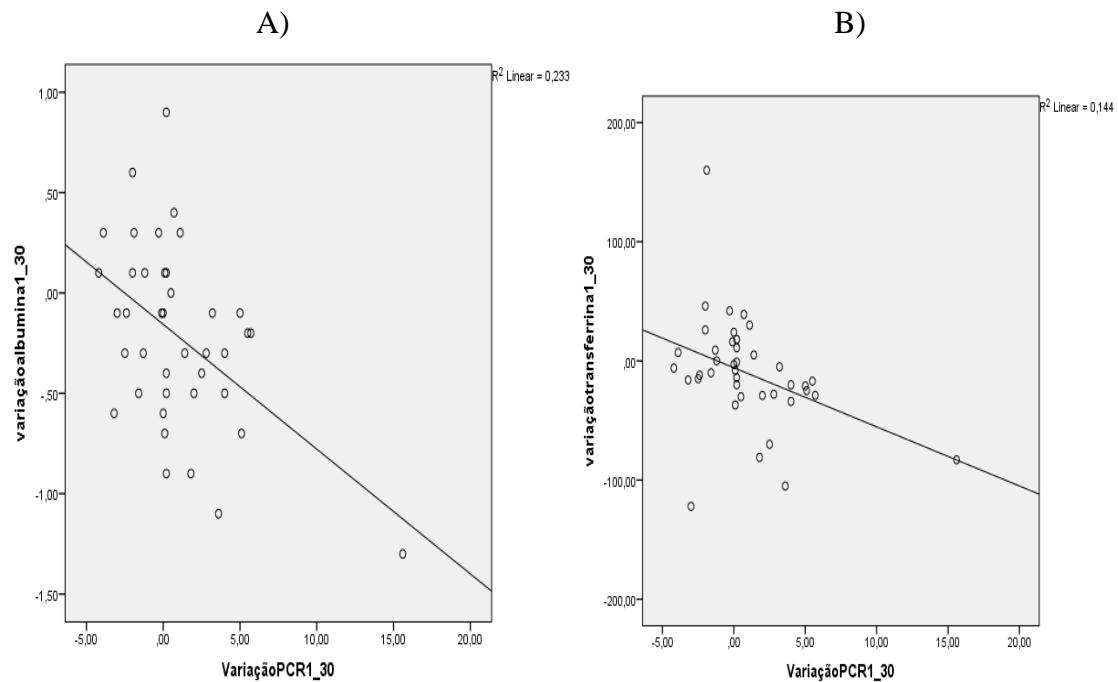 A)
R² Linear = 0,233
variaçãoalbumina1_30
1,00
,50
,00
-,50
-1,00
-1,50
-5,00 ,00 5,00 10,00 15,00 20,00
VariaçãoPCR1_30
B)
R² Linear = 0,144
variaçãotransferrina1_30
200,00
100,00
,00
-100,00
-200,00
-5,00 0,00 5,00 10,00 15,00 20,00
VariaçãoPCR1_30